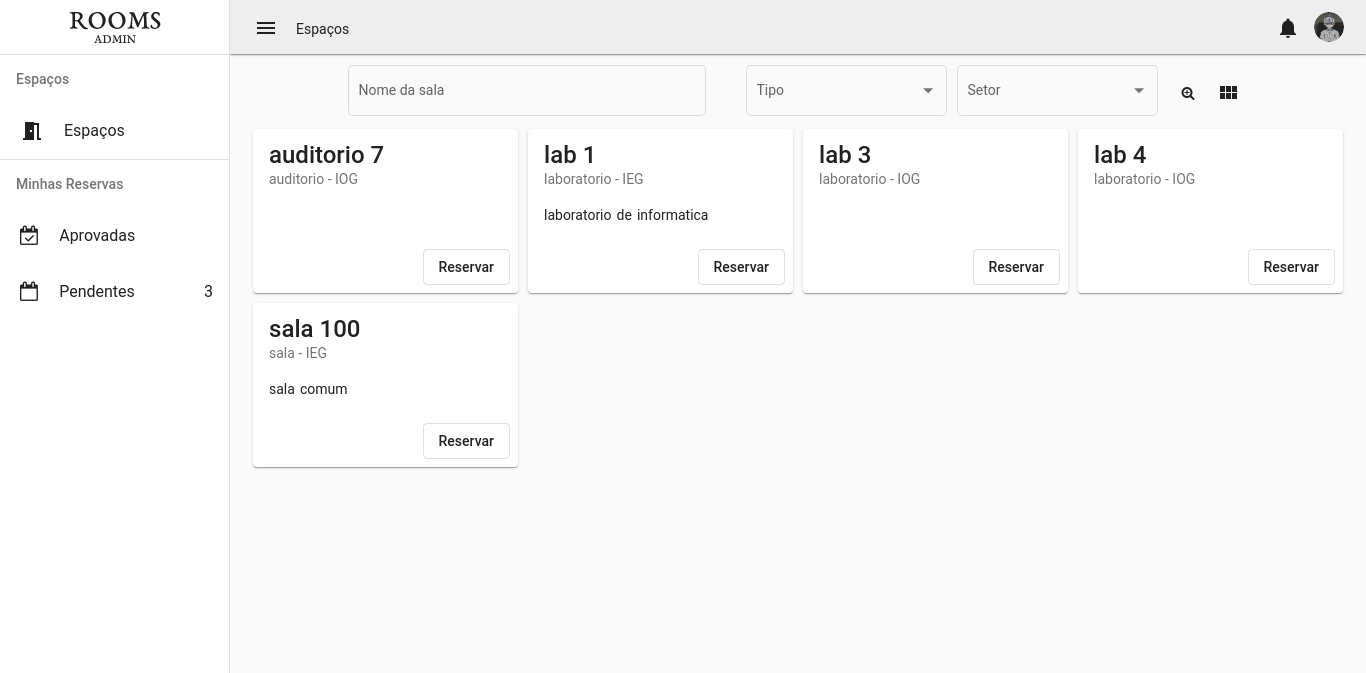 ROOMS
ADMIN
Espaços
Espaços
Minhas Reservas
Aprovadas
Pendentes 3
Espaços
Nome da sala
Tipo
Setor
auditorio 7
auditorio - IOG
Reservar
lab 1
laboratorio - IEG
laboratorio de informatica
Reservar
lab 3
laboratorio - IOG
Reservar
lab 4
laboratorio - IOG
Reservar
sala 100
sala - IEG
sala comum
Reservar